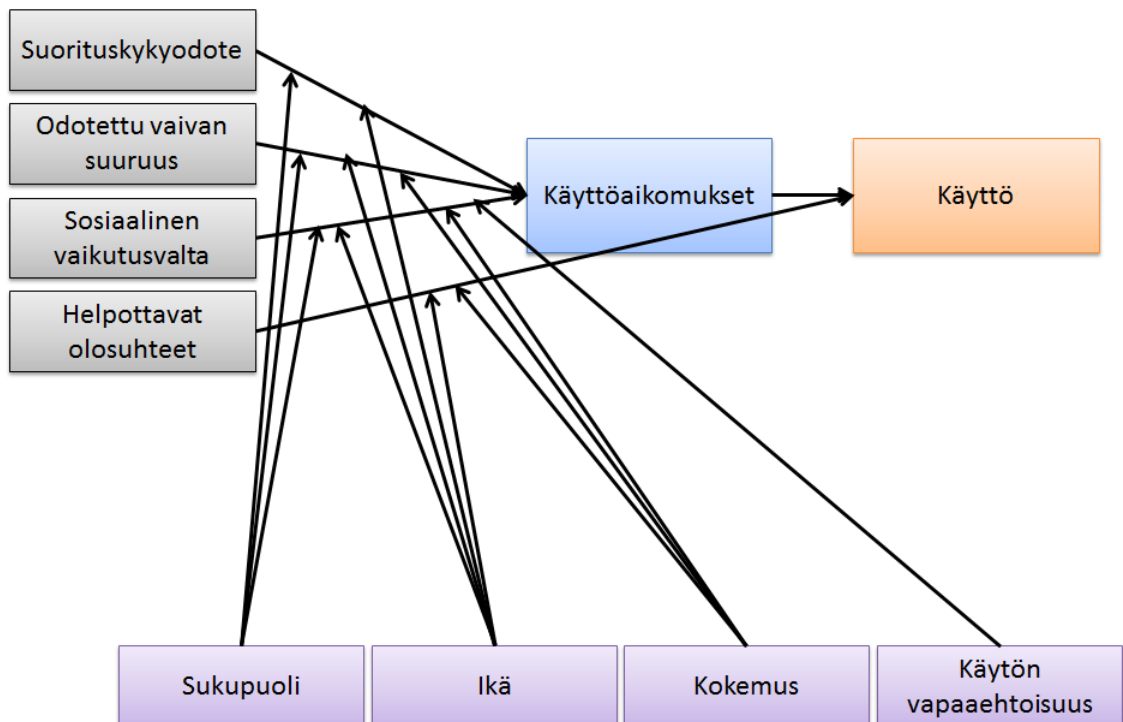 Suorituskykyodote
Odotettu vaivan
suuruus
Sosiaalinen
vaikutusvalta
Helpottavat
olosuhteet
Käyttöaikomukset
Käyttö
Sukupuoli
Ikä
Kokemus
Käytön
vapaaehtoisuus